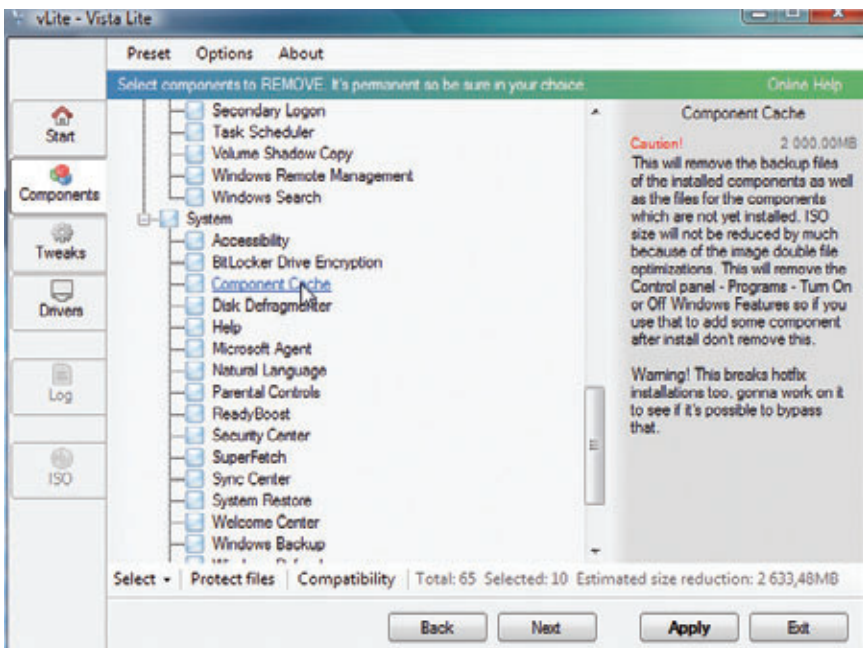 vLite - Vista Lite
Preset Options About
Select components to REMOVE. It's permanent so be sure in your choice. Online Help
Start
Components
Tweaks
Drivers
Log
ISO
Secondary Logon
Task Scheduler
Volume Shadow Copy
Windows Remote Management
Windows Search
System
Accessibility
BitLocker Drive Encryption
Component Cache
Disk Defragmenter
Help
Microsoft Agent
Natural Language
Parental Controls
ReadyBoost
Security Center
SuperFetch
Sync Center
System Restore
Welcome Center
Windows Backup
Component Cache
Caution! 2 000,00MB
This will remove the backup files
of the installed components as well
as the files for the components
which are not yet installed. ISO
size will not be reduced by much
because of the image double file
optimizations. This will remove the
Control panel - Programs - Turn On
or Off Windows Features so if you
use that to add some component
after install don't remove this.
Warning! This breaks hotfix
installations too, gonna work on it
to see if it's possible to bypass
that.
Select Protect files Compatibility Total: 65 Selected: 10 Estimated size reduction: 2 633,48MB
Back Next Apply Exit